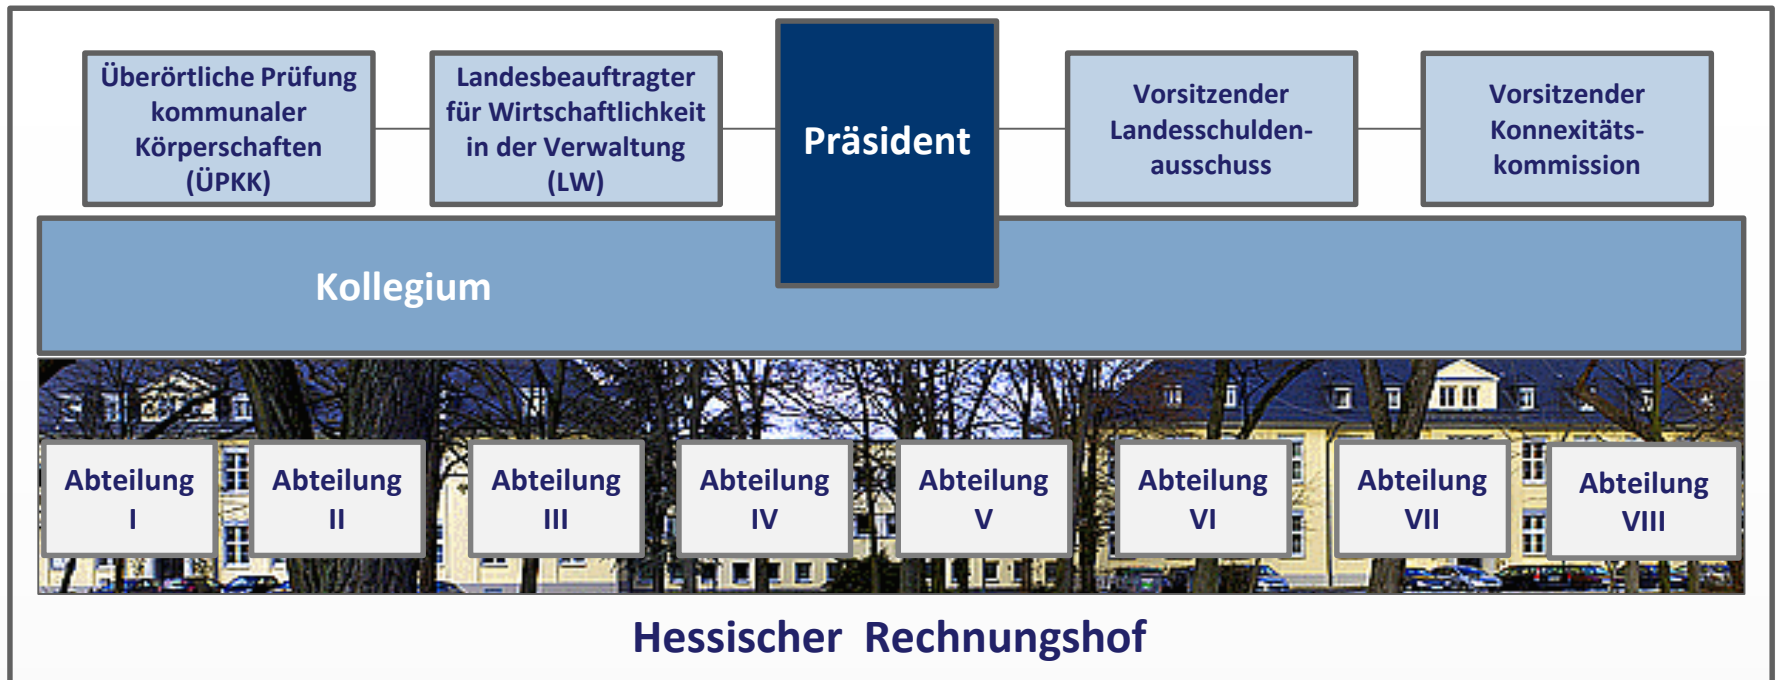 Überörtliche Prüfung
kommunaler
Körperschaften
(ÜPKK)
Landesbeauftragter
für Wirtschaftlichkeit
in der Verwaltung
(LW)
Präsident
Vorsitzender
Landesschulden-
ausschuss
Vorsitzender
Konnexitäts-
kommission
Kollegium
Abteilung
I
Abteilung
II
Abteilung
III
Abteilung
IV
Abteilung
V
Abteilung
VI
Abteilung
VII
Abteilung
VIII
Hessischer Rechnungshof